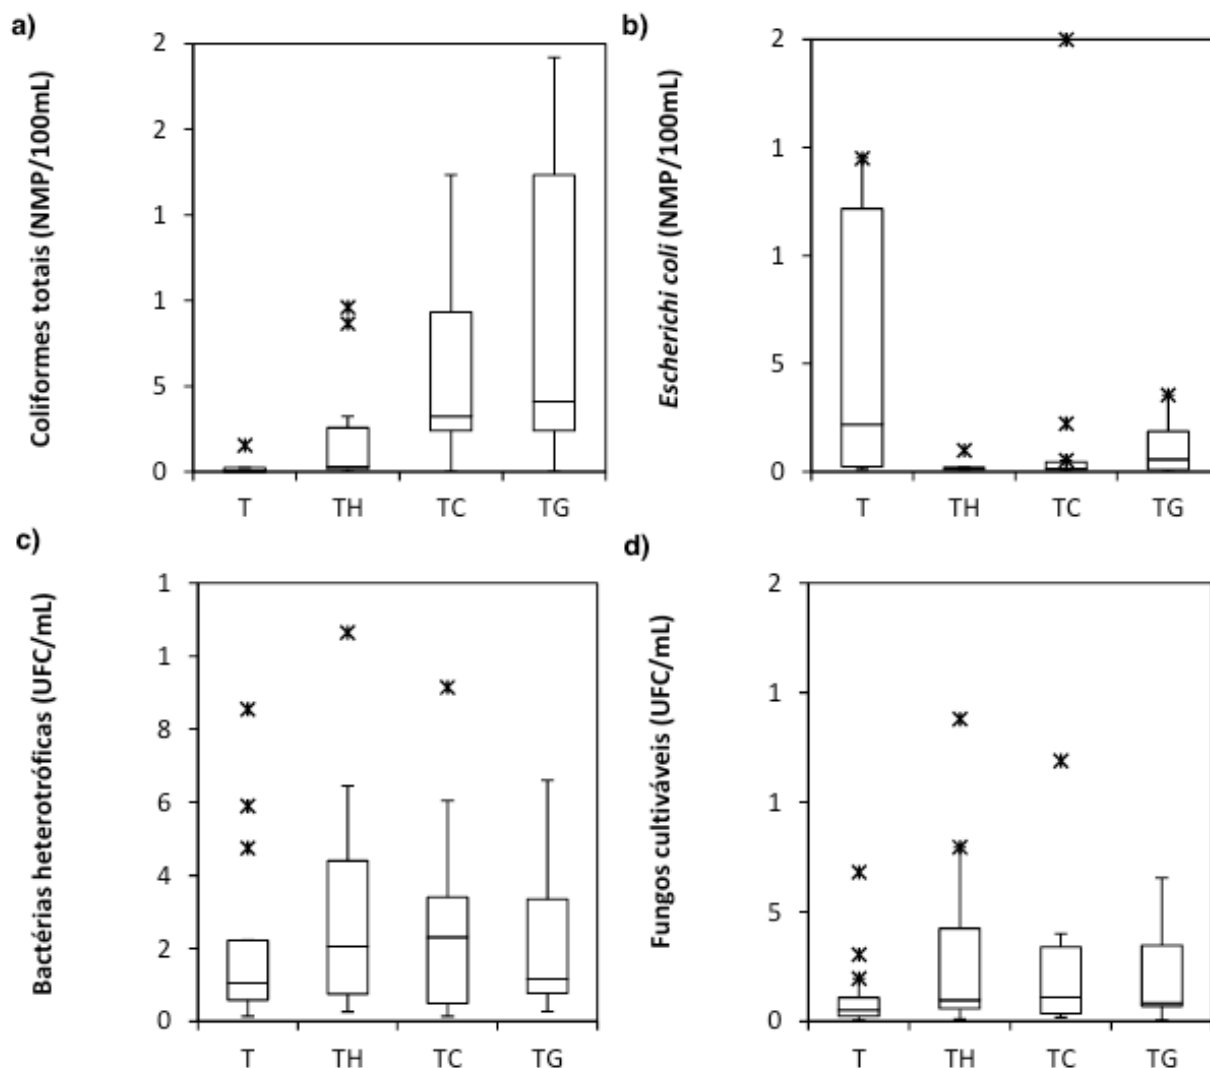 a)
Coliformes totais (NMP/100mL)
2
2
1
1
5
0
T TH TC TG
b)
Escherichi coli (NMP/100mL)
2
1
1
5
0
T TH TC TG
c)
Bactérias heterotróficas (UFC/mL)
1
1
8
6
4
2
0
T TH TC TG
d)
Fungos cultiváveis (UFC/mL)
2
1
1
5
0
T TH TC TG